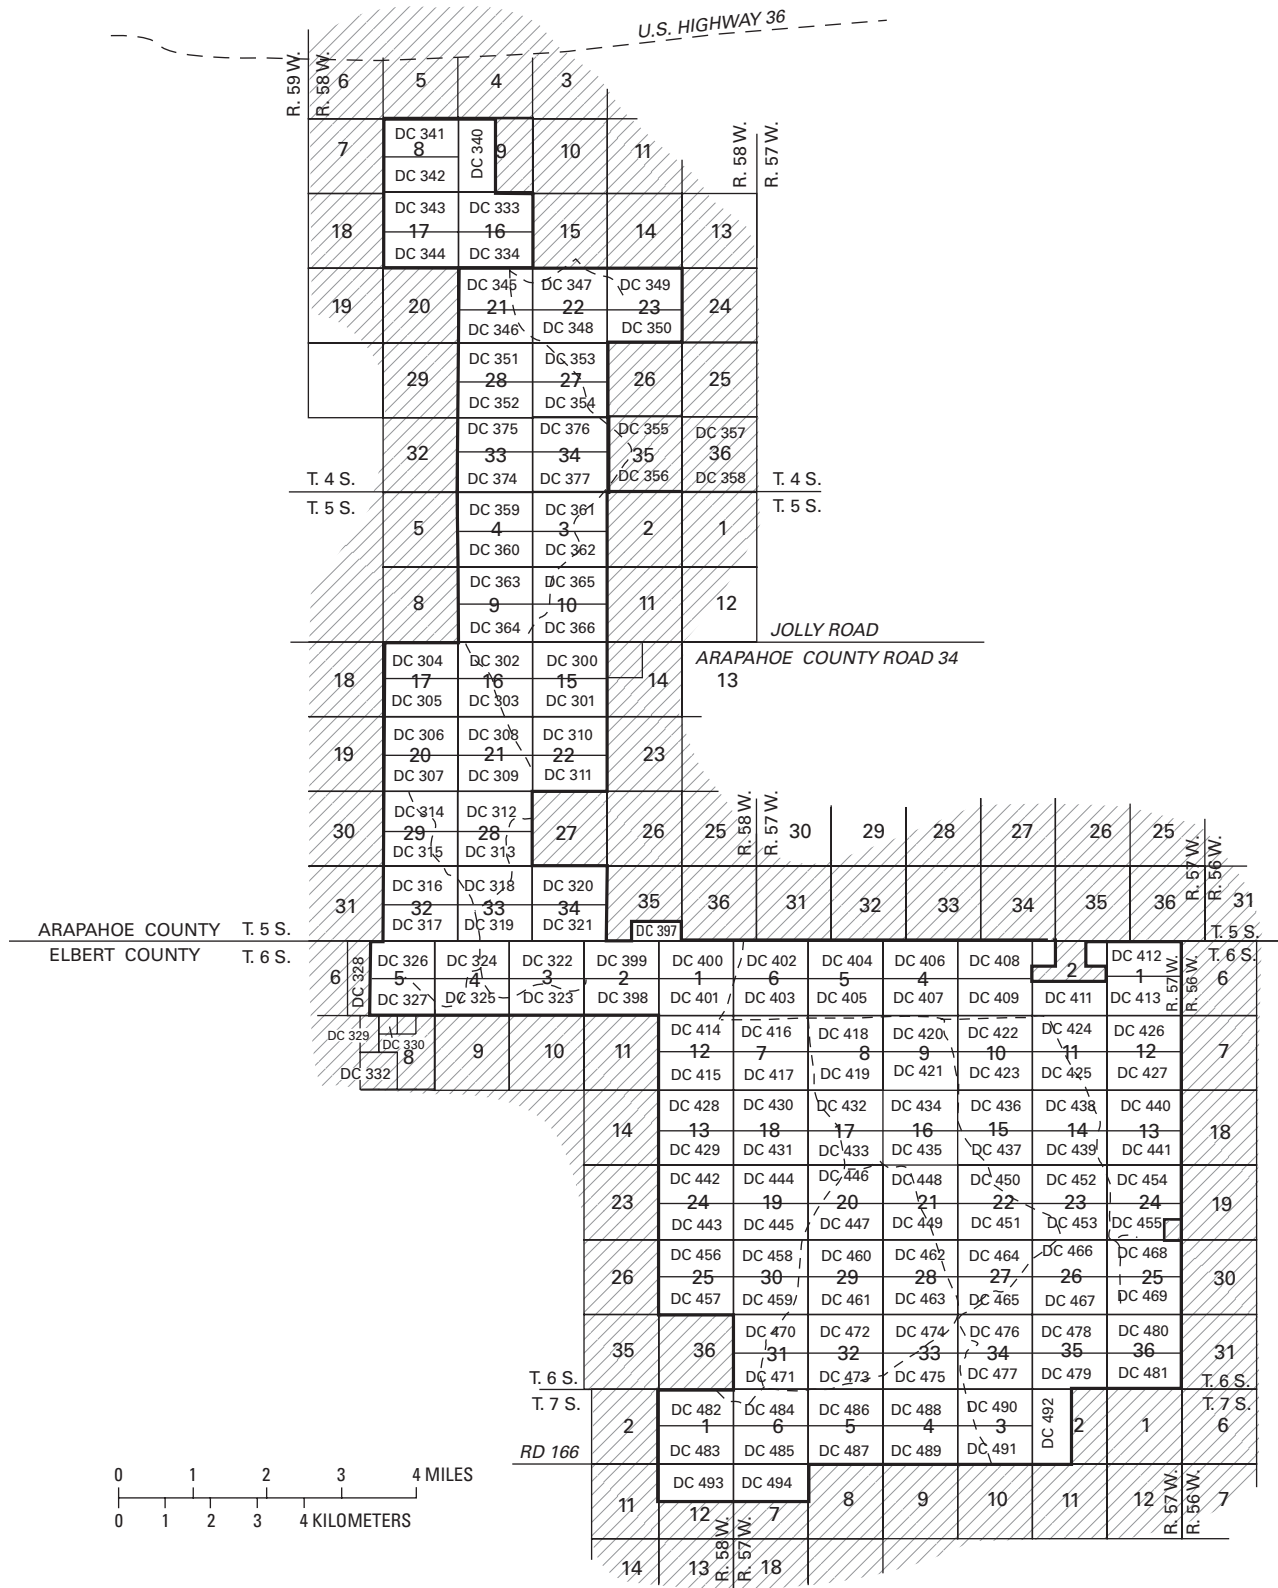 U.S. HIGHWAY 36
R. 59 W.
R. 58 W.
6 5 4 3
R. 58 W.
R. 57 W.
DC 341 DC 340
7 8 9 10 11
DC 342
DC 343 DC 333
18 17 16 15 14 13
DC 344 DC 334
DC 345 DC 347 DC 349
19 20 21 22 23 24
DC 346 DC 348 DC 350
DC 351 DC 353
29 28 27 26 25
DC 352 DC 354
DC 375 DC 376 DC 355 DC 357
32 33 34 35 36
DC 374 DC 377 DC 356 DC 358
T. 4 S. T. 4 S.
T. 5 S. T. 5 S.
DC 359 DC 361
5 4 3 2 1
DC 360 DC 362
DC 363 DC 365
8 9 10 11 12
DC 364 DC 366
JOLLY ROAD
ARAPAHOE COUNTY ROAD 34
DC 304 DC 302 DC 300
18 17 16 15 14 13
DC 305 DC 303 DC 301
DC 306 DC 308 DC 310
19 20 21 22 23
DC 307 DC 309 DC 311
R. 58 W.
R. 57 W.
R. 57 W.
R. 56 W.
DC 314 DC 312
30 29 28 27 26 25 30 29 28 27 26 25
DC 315 DC 313
DC 316 DC 318 DC 320
31 32 33 34 35 36 31 32 33 34 35 36 31
DC 317 DC 319 DC 321 DC 397
ARAPAHOE COUNTY T. 5 S. T. 5 S.
ELBERT COUNTY T. 6 S. T. 6 S.
DC 328 DC 326 DC 324 DC 322 DC 399 DC 400 DC 402 DC 404 DC 406 DC 408 DC 412
6 5 4 3 2 1 6 5 4 2 1 6
DC 327 DC 325 DC 323 DC 398 DC 401 DC 403 DC 405 DC 407 DC 409 DC 411 DC 413
R. 57 W.
R. 56 W.
DC 329 DC 330 DC 414 DC 416 DC 418 DC 420 DC 422 DC 424 DC 426
8 9 10 11 12 7 8 9 10 11 12 7
DC 332 DC 415 DC 417 DC 419 DC 421 DC 423 DC 425 DC 427
DC 428 DC 430 DC 432 DC 434 DC 436 DC 438 DC 440
14 13 18 17 16 15 14 13 18
DC 429 DC 431 DC 433 DC 435 DC 437 DC 439 DC 441
DC 442 DC 444 DC 446 DC 448 DC 450 DC 452 DC 454
23 24 19 20 21 22 23 24 19
DC 443 DC 445 DC 447 DC 449 DC 451 DC 453 DC 455
DC 456 DC 458 DC 460 DC 462 DC 464 DC 466 DC 468
26 25 30 29 28 27 26 25 30
DC 457 DC 459 DC 461 DC 463 DC 465 DC 467 DC 469
DC 470 DC 472 DC 474 DC 476 DC 478 DC 480
35 36 31 32 33 34 35 36 31
DC 471 DC 473 DC 475 DC 477 DC 479 DC 481
T. 6 S. T. 6 S.
T. 7 S. T. 7 S.
DC 482 DC 484 DC 486 DC 488 DC 490 DC 492
2 1 6 5 4 3 2 1 6
DC 483 DC 485 DC 487 DC 489 DC 491
RD 166
DC 493 DC 494
11 12 7 8 9 10 11 12 7
R. 58 W.
R. 57 W.
R. 57 W.
R. 56 W.
14 13 18
0 1 2 3 4 MILES
0 1 2 3 4 KILOMETERS